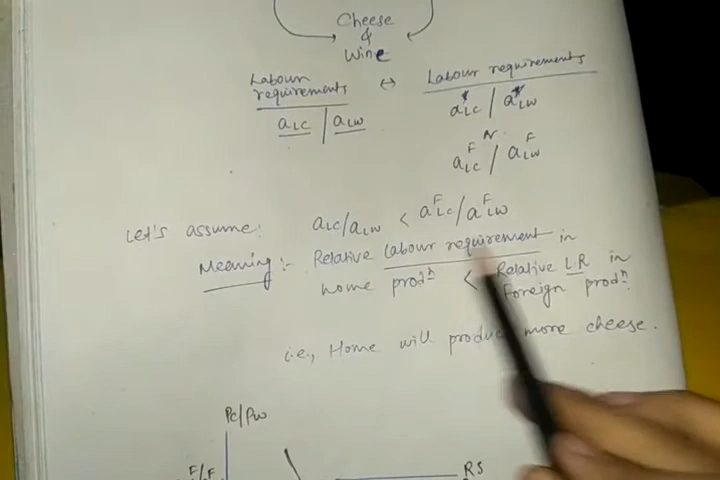 Cheese
&
Wine
Labour requirements ↔ Labour requirements
aLC | aLW
a*LC / a*LW
or
aFLC / aFLW
Let's assume: aLC/aLW < aFLC/aFLW
Meaning :- Relative labour requirement in
home prodn < Relative L.R in
Foreign prodn.
i.e., Home will produce more cheese.
Pc/Pw
RS